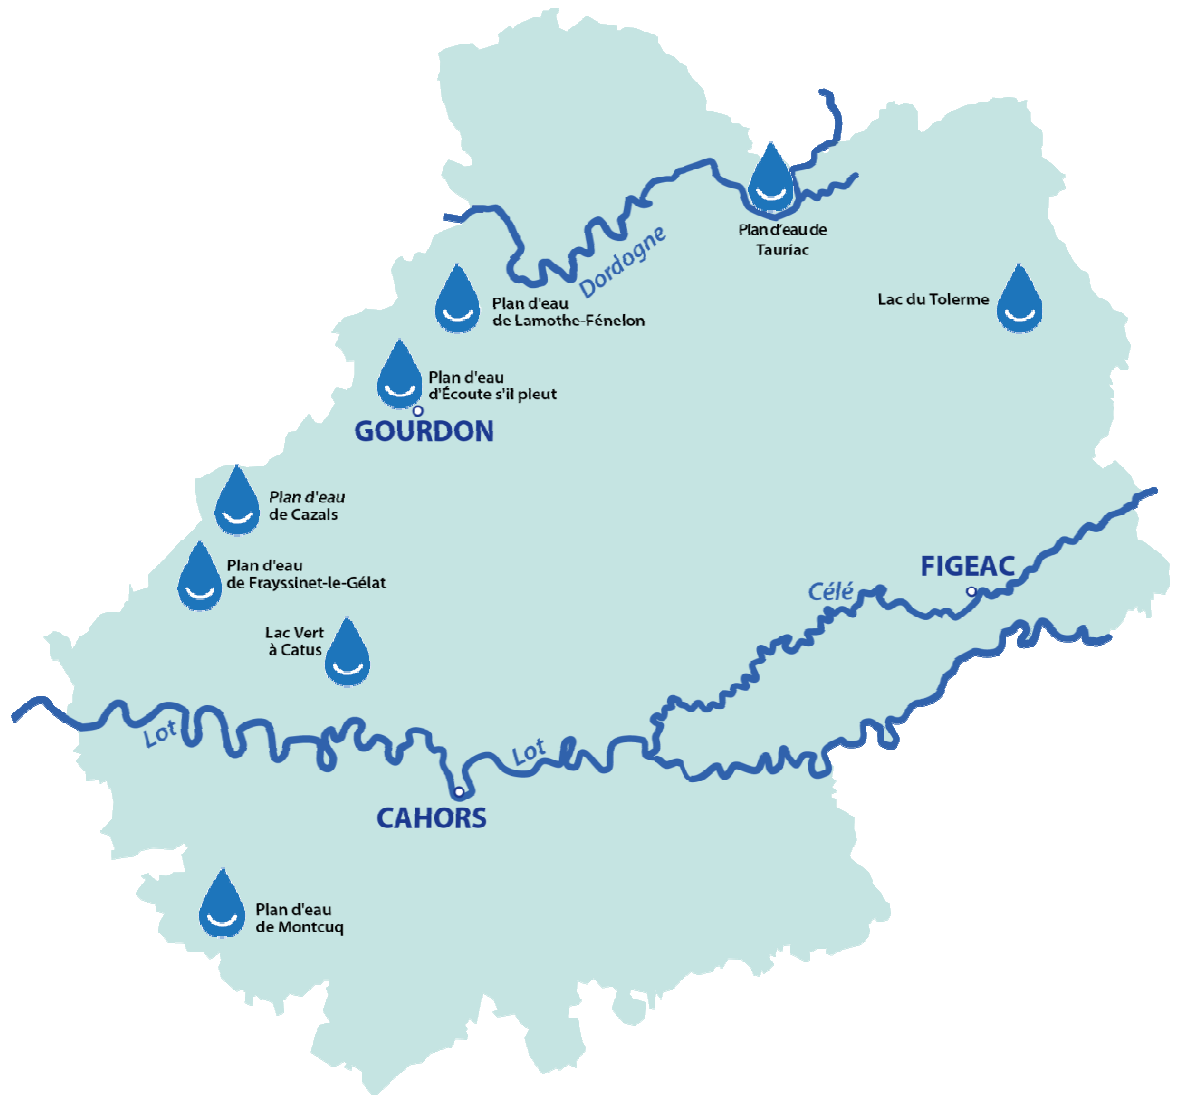 Plan d'eau de
Tauriac
Dordogne
Lac du Tolerme
Plan d'eau
de Lamothe-Fénelon
Plan d'eau
d'Écoute s'il pleut
GOURDON
Plan d'eau
de Cazals
Plan d'eau
de Frayssinet-le-Gélat
FIGEAC
Célé
Lac Vert
à Catus
Lot
Lot
CAHORS
Plan d'eau
de Montcuq